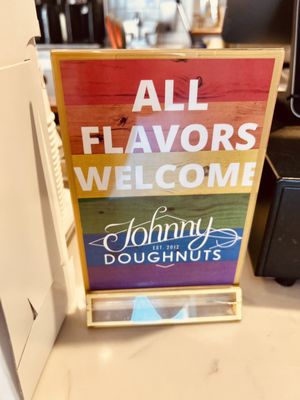 ALL
FLAVORS
WELCOME
Johnny
EST. 2012
DOUGHNUTS